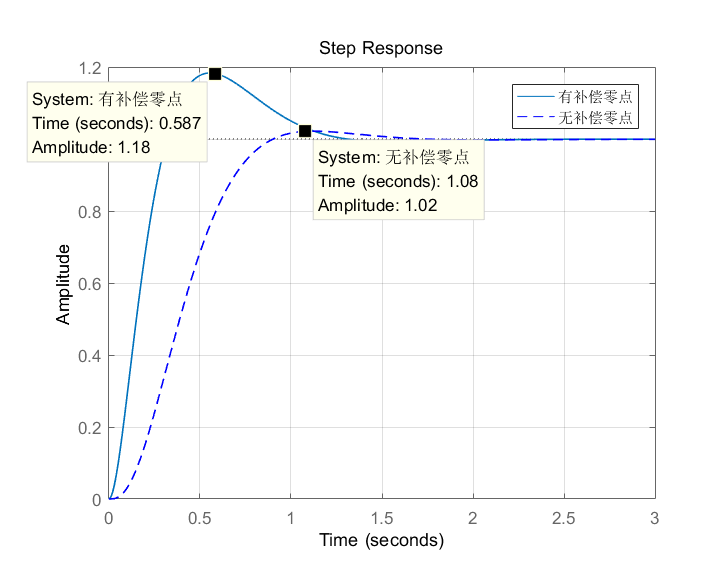 Step Response
1.2
0.8
0.6
0.4
0.2
0
Amplitude
System: 有补偿零点
Time (seconds): 0.587
Amplitude: 1.18
有补偿零点
无补偿零点
System: 无补偿零点
Time (seconds): 1.08
Amplitude: 1.02
0
0.5
1
1.5
2
2.5
3
Time (seconds)